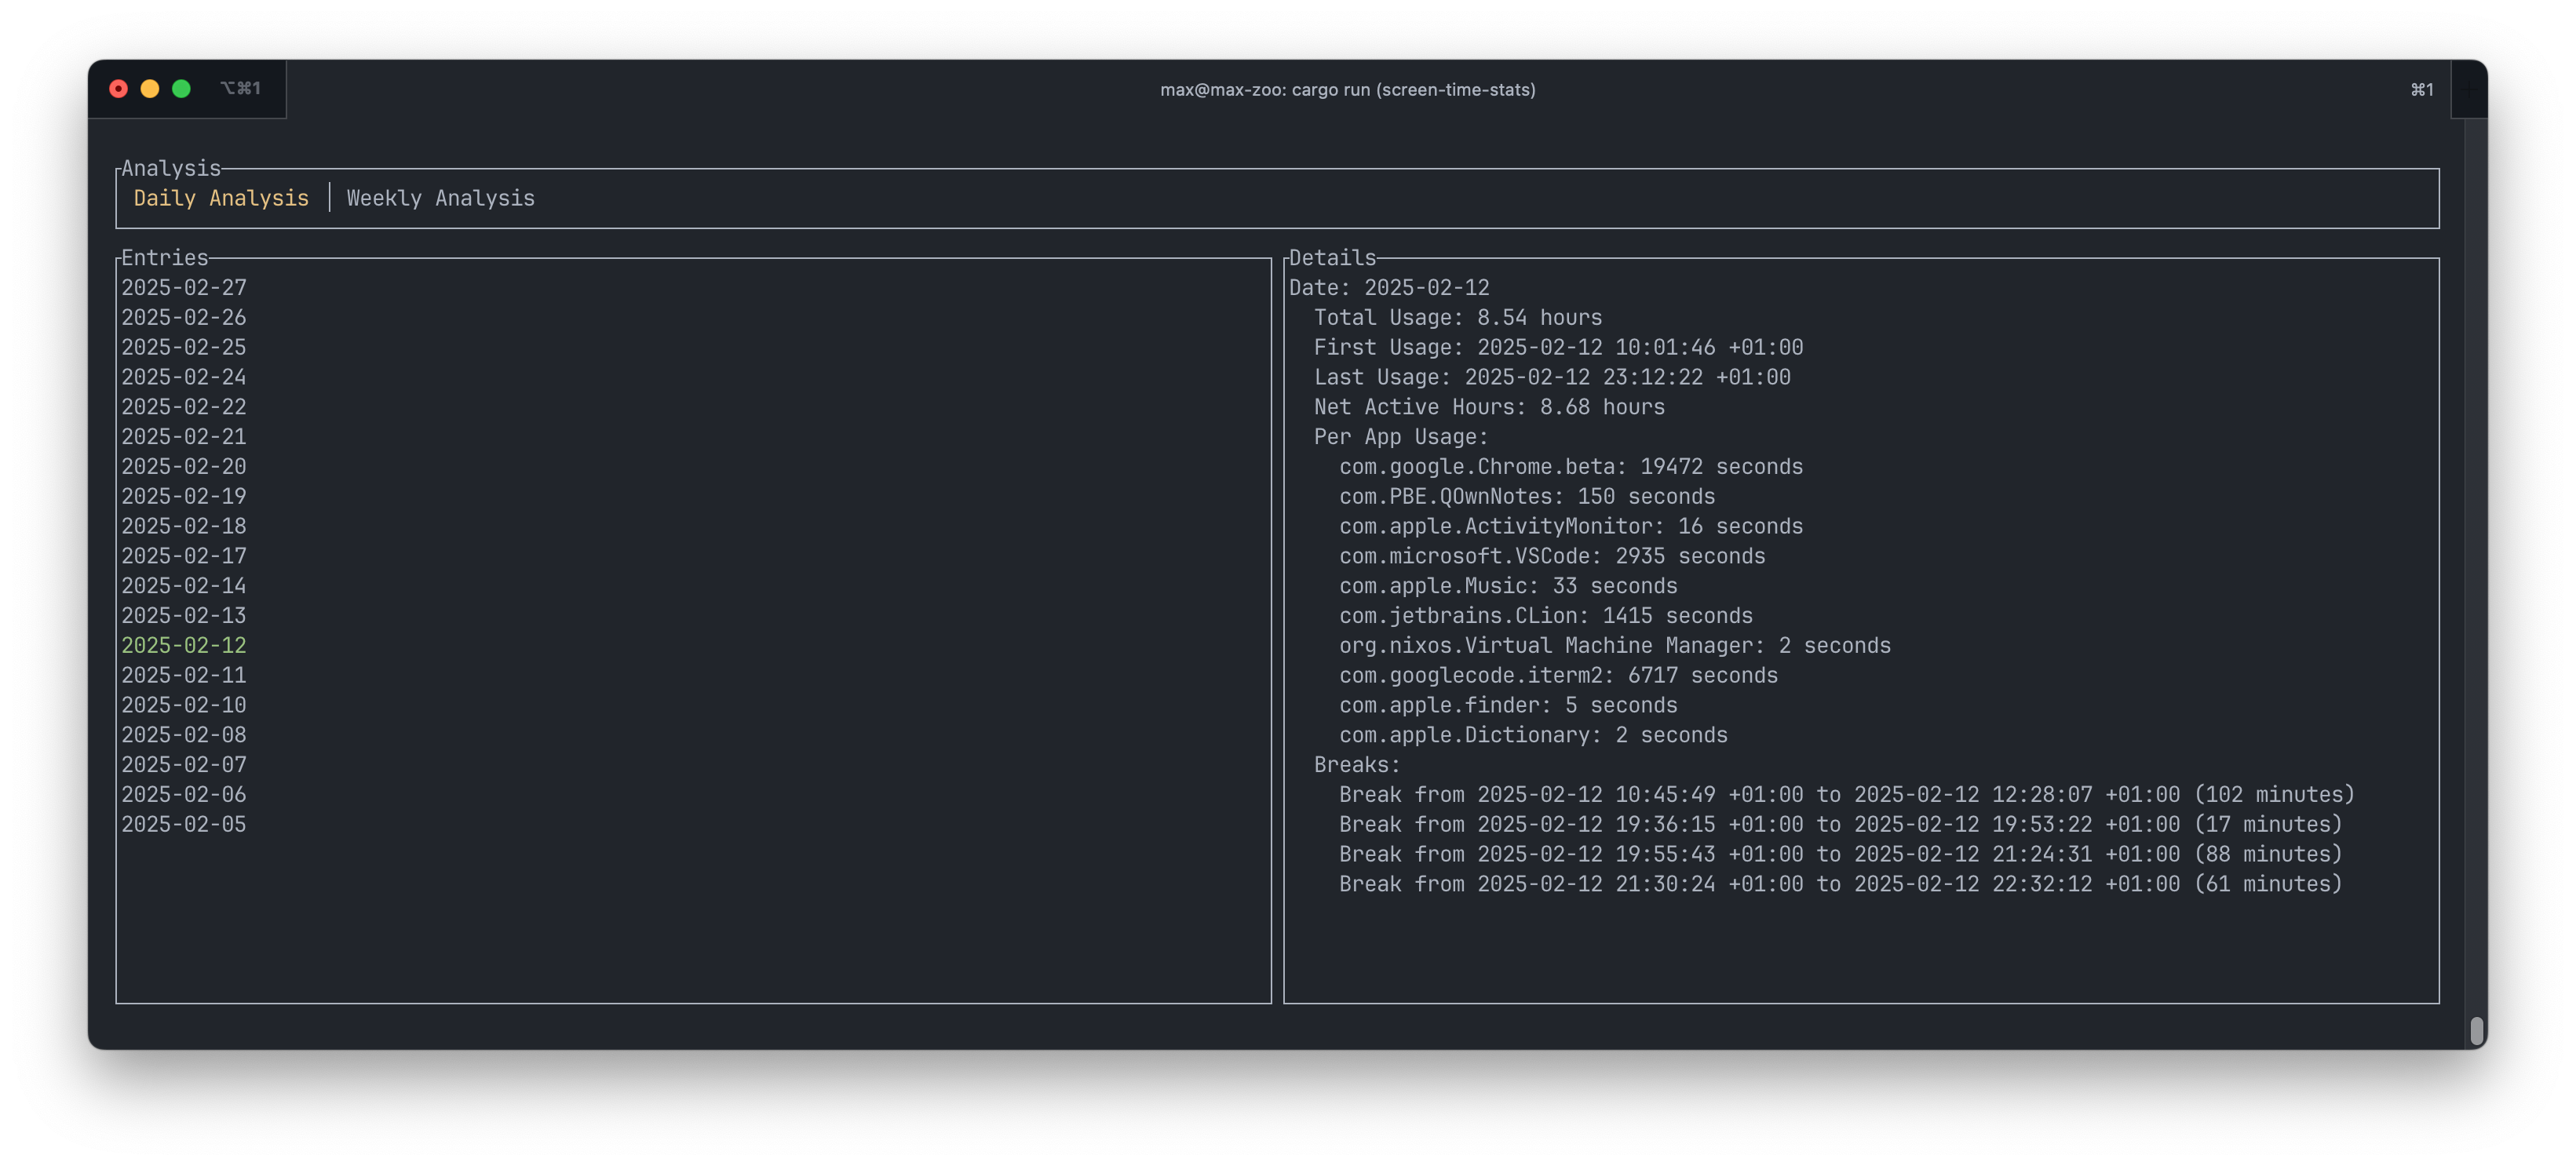 ⌥⌘1
max@max-zoo: cargo run (screen-time-stats)
⌘1
Analysis
Daily Analysis │ Weekly Analysis
Entries
2025-02-27
2025-02-26
2025-02-25
2025-02-24
2025-02-22
2025-02-21
2025-02-20
2025-02-19
2025-02-18
2025-02-17
2025-02-14
2025-02-13
2025-02-12
2025-02-11
2025-02-10
2025-02-08
2025-02-07
2025-02-06
2025-02-05
Details
Date: 2025-02-12
Total Usage: 8.54 hours
First Usage: 2025-02-12 10:01:46 +01:00
Last Usage: 2025-02-12 23:12:22 +01:00
Net Active Hours: 8.68 hours
Per App Usage:
com.google.Chrome.beta: 19472 seconds
com.PBE.QOwnNotes: 150 seconds
com.apple.ActivityMonitor: 16 seconds
com.microsoft.VSCode: 2935 seconds
com.apple.Music: 33 seconds
com.jetbrains.CLion: 1415 seconds
org.nixos.Virtual Machine Manager: 2 seconds
com.googlecode.iterm2: 6717 seconds
com.apple.finder: 5 seconds
com.apple.Dictionary: 2 seconds
Breaks:
Break from 2025-02-12 10:45:49 +01:00 to 2025-02-12 12:28:07 +01:00 (102 minutes)
Break from 2025-02-12 19:36:15 +01:00 to 2025-02-12 19:53:22 +01:00 (17 minutes)
Break from 2025-02-12 19:55:43 +01:00 to 2025-02-12 21:24:31 +01:00 (88 minutes)
Break from 2025-02-12 21:30:24 +01:00 to 2025-02-12 22:32:12 +01:00 (61 minutes)